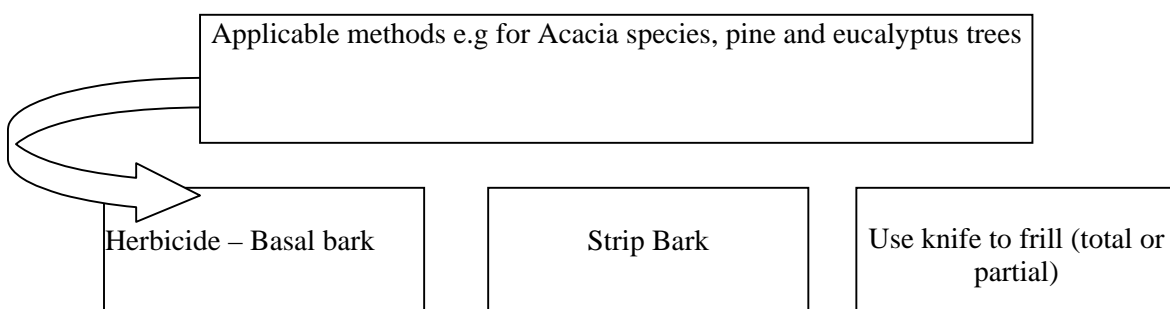 Applicable methods e.g for Acacia species, pine and eucalyptus trees
Herbicide – Basal bark
Strip Bark
Use knife to frill (total or
partial)